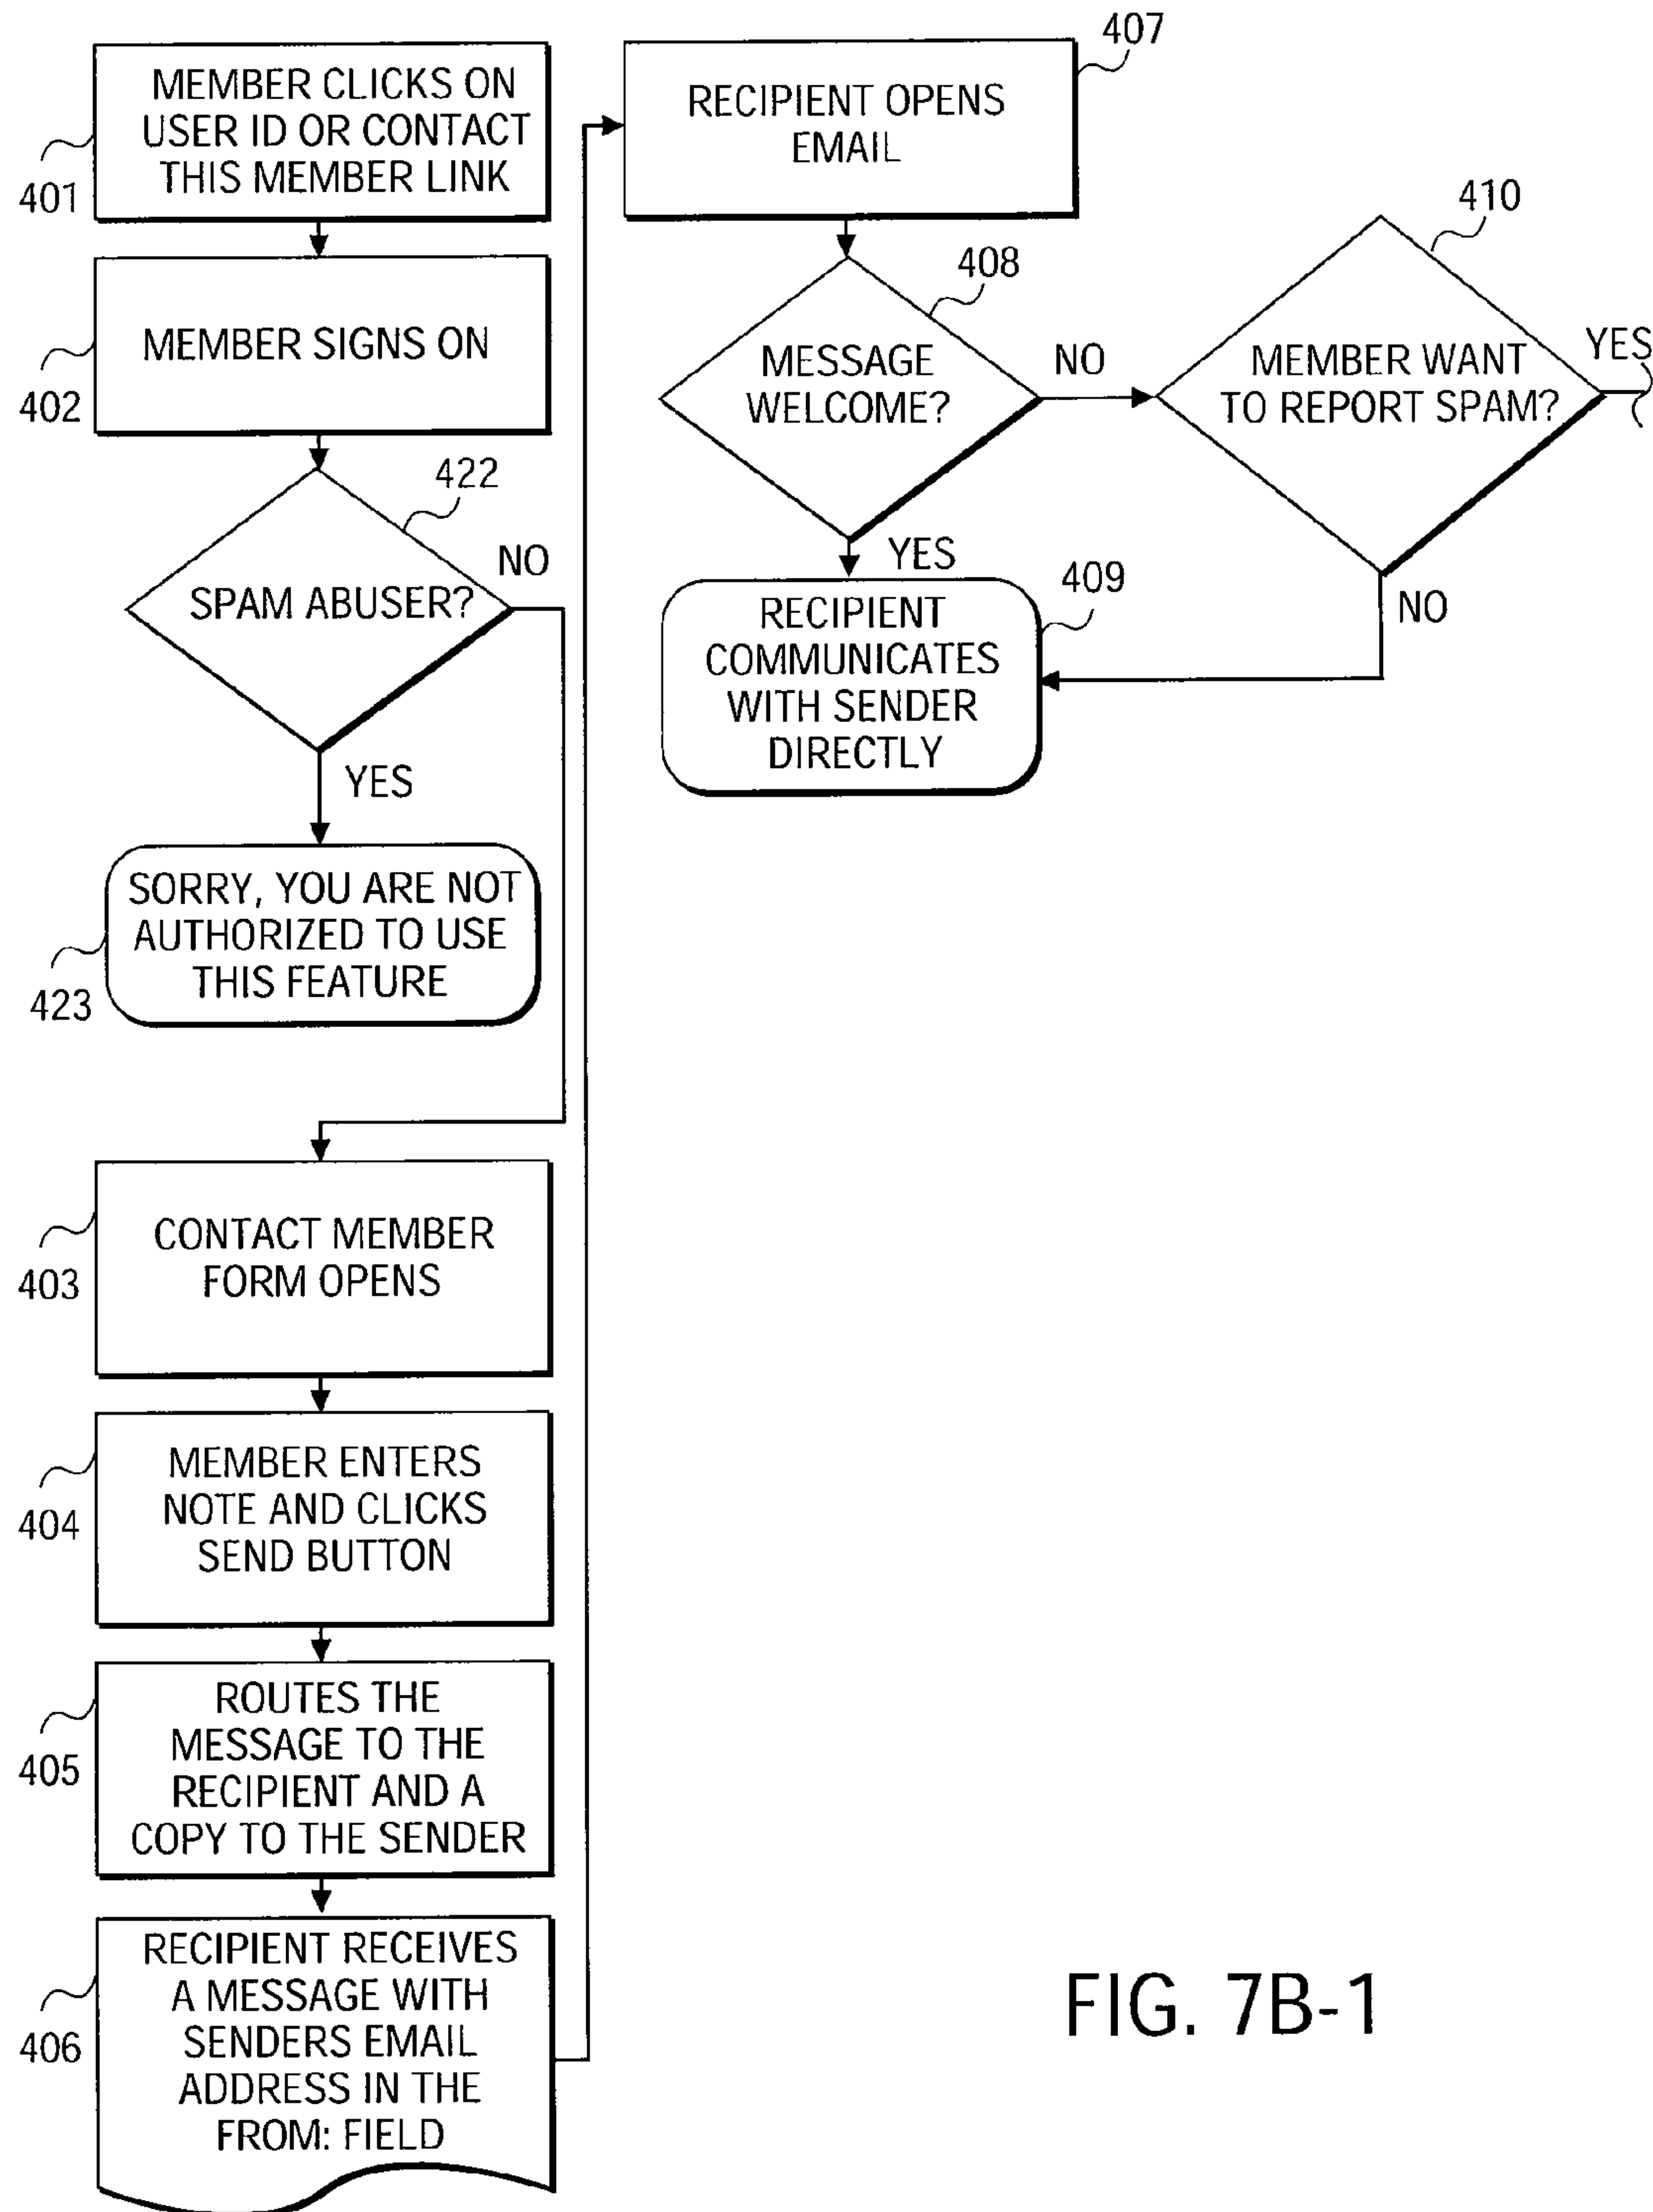 MEMBER CLICKS ON
USER ID OR CONTACT
THIS MEMBER LINK
401
MEMBER SIGNS ON
402
422
SPAM ABUSER?
NO
YES
SORRY, YOU ARE NOT
AUTHORIZED TO USE
THIS FEATURE
423
CONTACT MEMBER
FORM OPENS
403
MEMBER ENTERS
NOTE AND CLICKS
SEND BUTTON
404
ROUTES THE
MESSAGE TO THE
RECIPIENT AND A
COPY TO THE SENDER
405
RECIPIENT RECEIVES
A MESSAGE WITH
SENDERS EMAIL
ADDRESS IN THE
FROM: FIELD
406
407
RECIPIENT OPENS
EMAIL
408
MESSAGE
WELCOME?
NO
YES
410
MEMBER WANT
TO REPORT SPAM?
YES
NO
409
RECIPIENT
COMMUNICATES
WITH SENDER
DIRECTLY
FIG. 7B-1